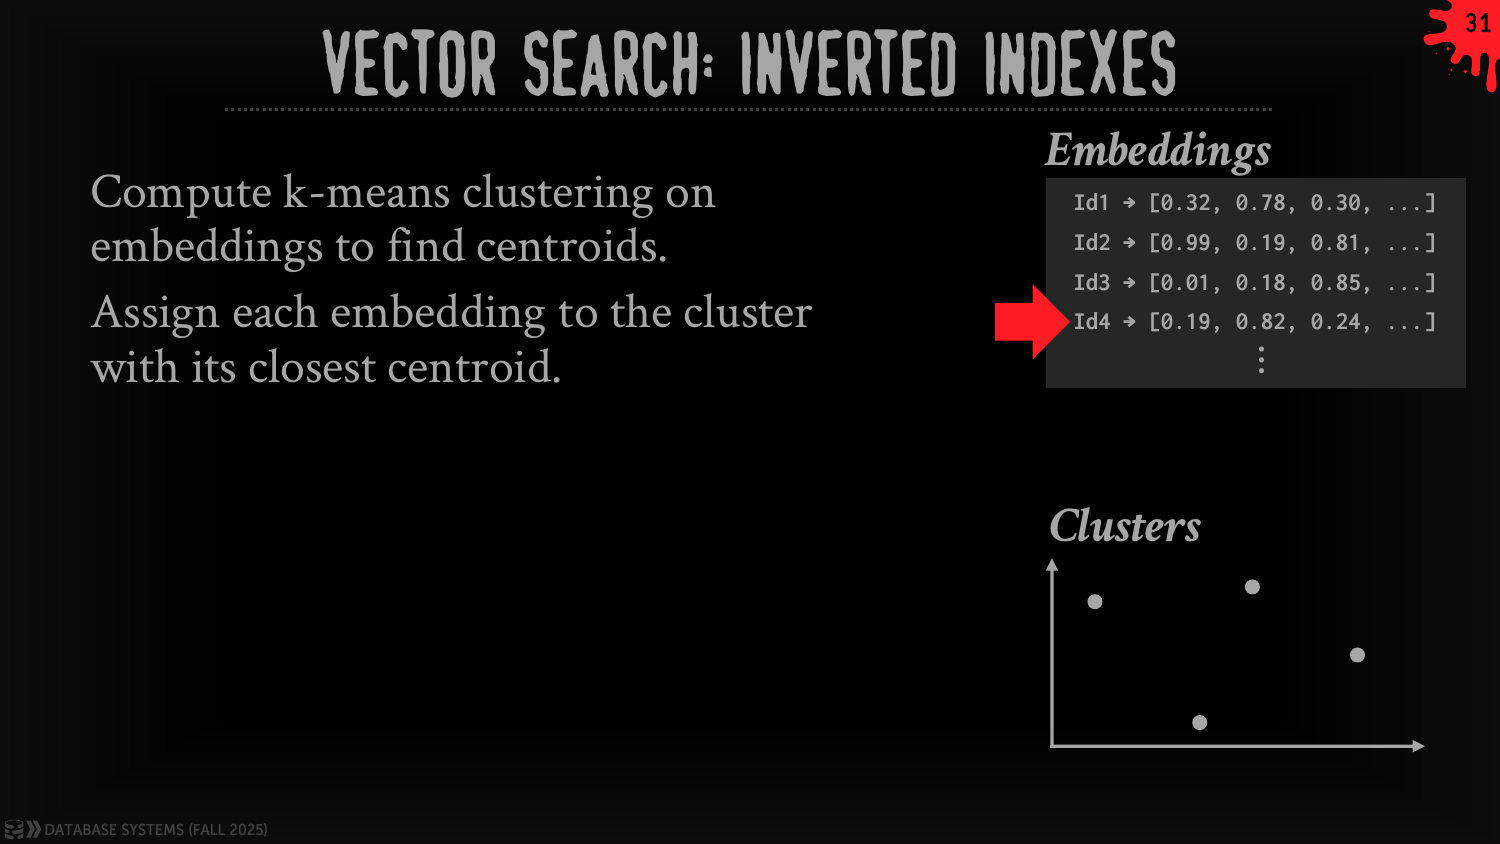 31
VECTOR SEARCH: INVERTED INDEXES
Compute k-means clustering on
embeddings to find centroids.
Assign each embedding to the cluster
with its closest centroid.
Embeddings
Id1 → [0.32, 0.78, 0.30, ...]
Id2 → [0.99, 0.19, 0.81, ...]
Id3 → [0.01, 0.18, 0.85, ...]
Id4 → [0.19, 0.82, 0.24, ...]
⋮
Clusters
DATABASE SYSTEMS (FALL 2025)